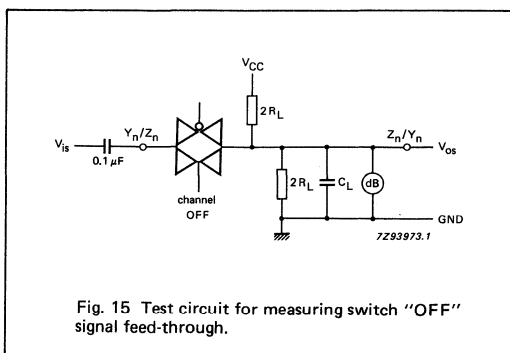 VCC
2RL
Vis
0.1 μF
Yn/Zn
channel
OFF
2RL
CL
dB
Zn/Yn
Vos
GND
7Z93973.1
Fig. 15 Test circuit for measuring switch "OFF"
signal feed-through.